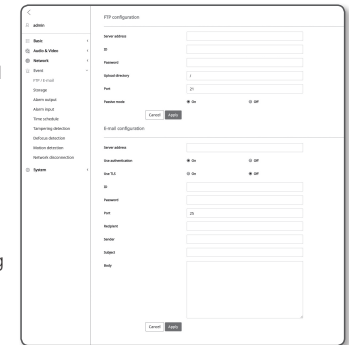 admin
Basic
Audio & Video
Network
Event
FTP / E-mail
Storage
Alarm output
Alarm input
Time schedule
Tampering detection
Defocus detection
Motion detection
Network disconnection
System
FTP configuration
Server address
ID
Password
Upload directory /
Port 21
Passive mode On Off
Cancel Apply
E-mail configuration
Server address
Use authentication On Off
Use TLS On Off
ID
Password
Port 25
Recipient
Sender
Subject
Body
Cancel Apply